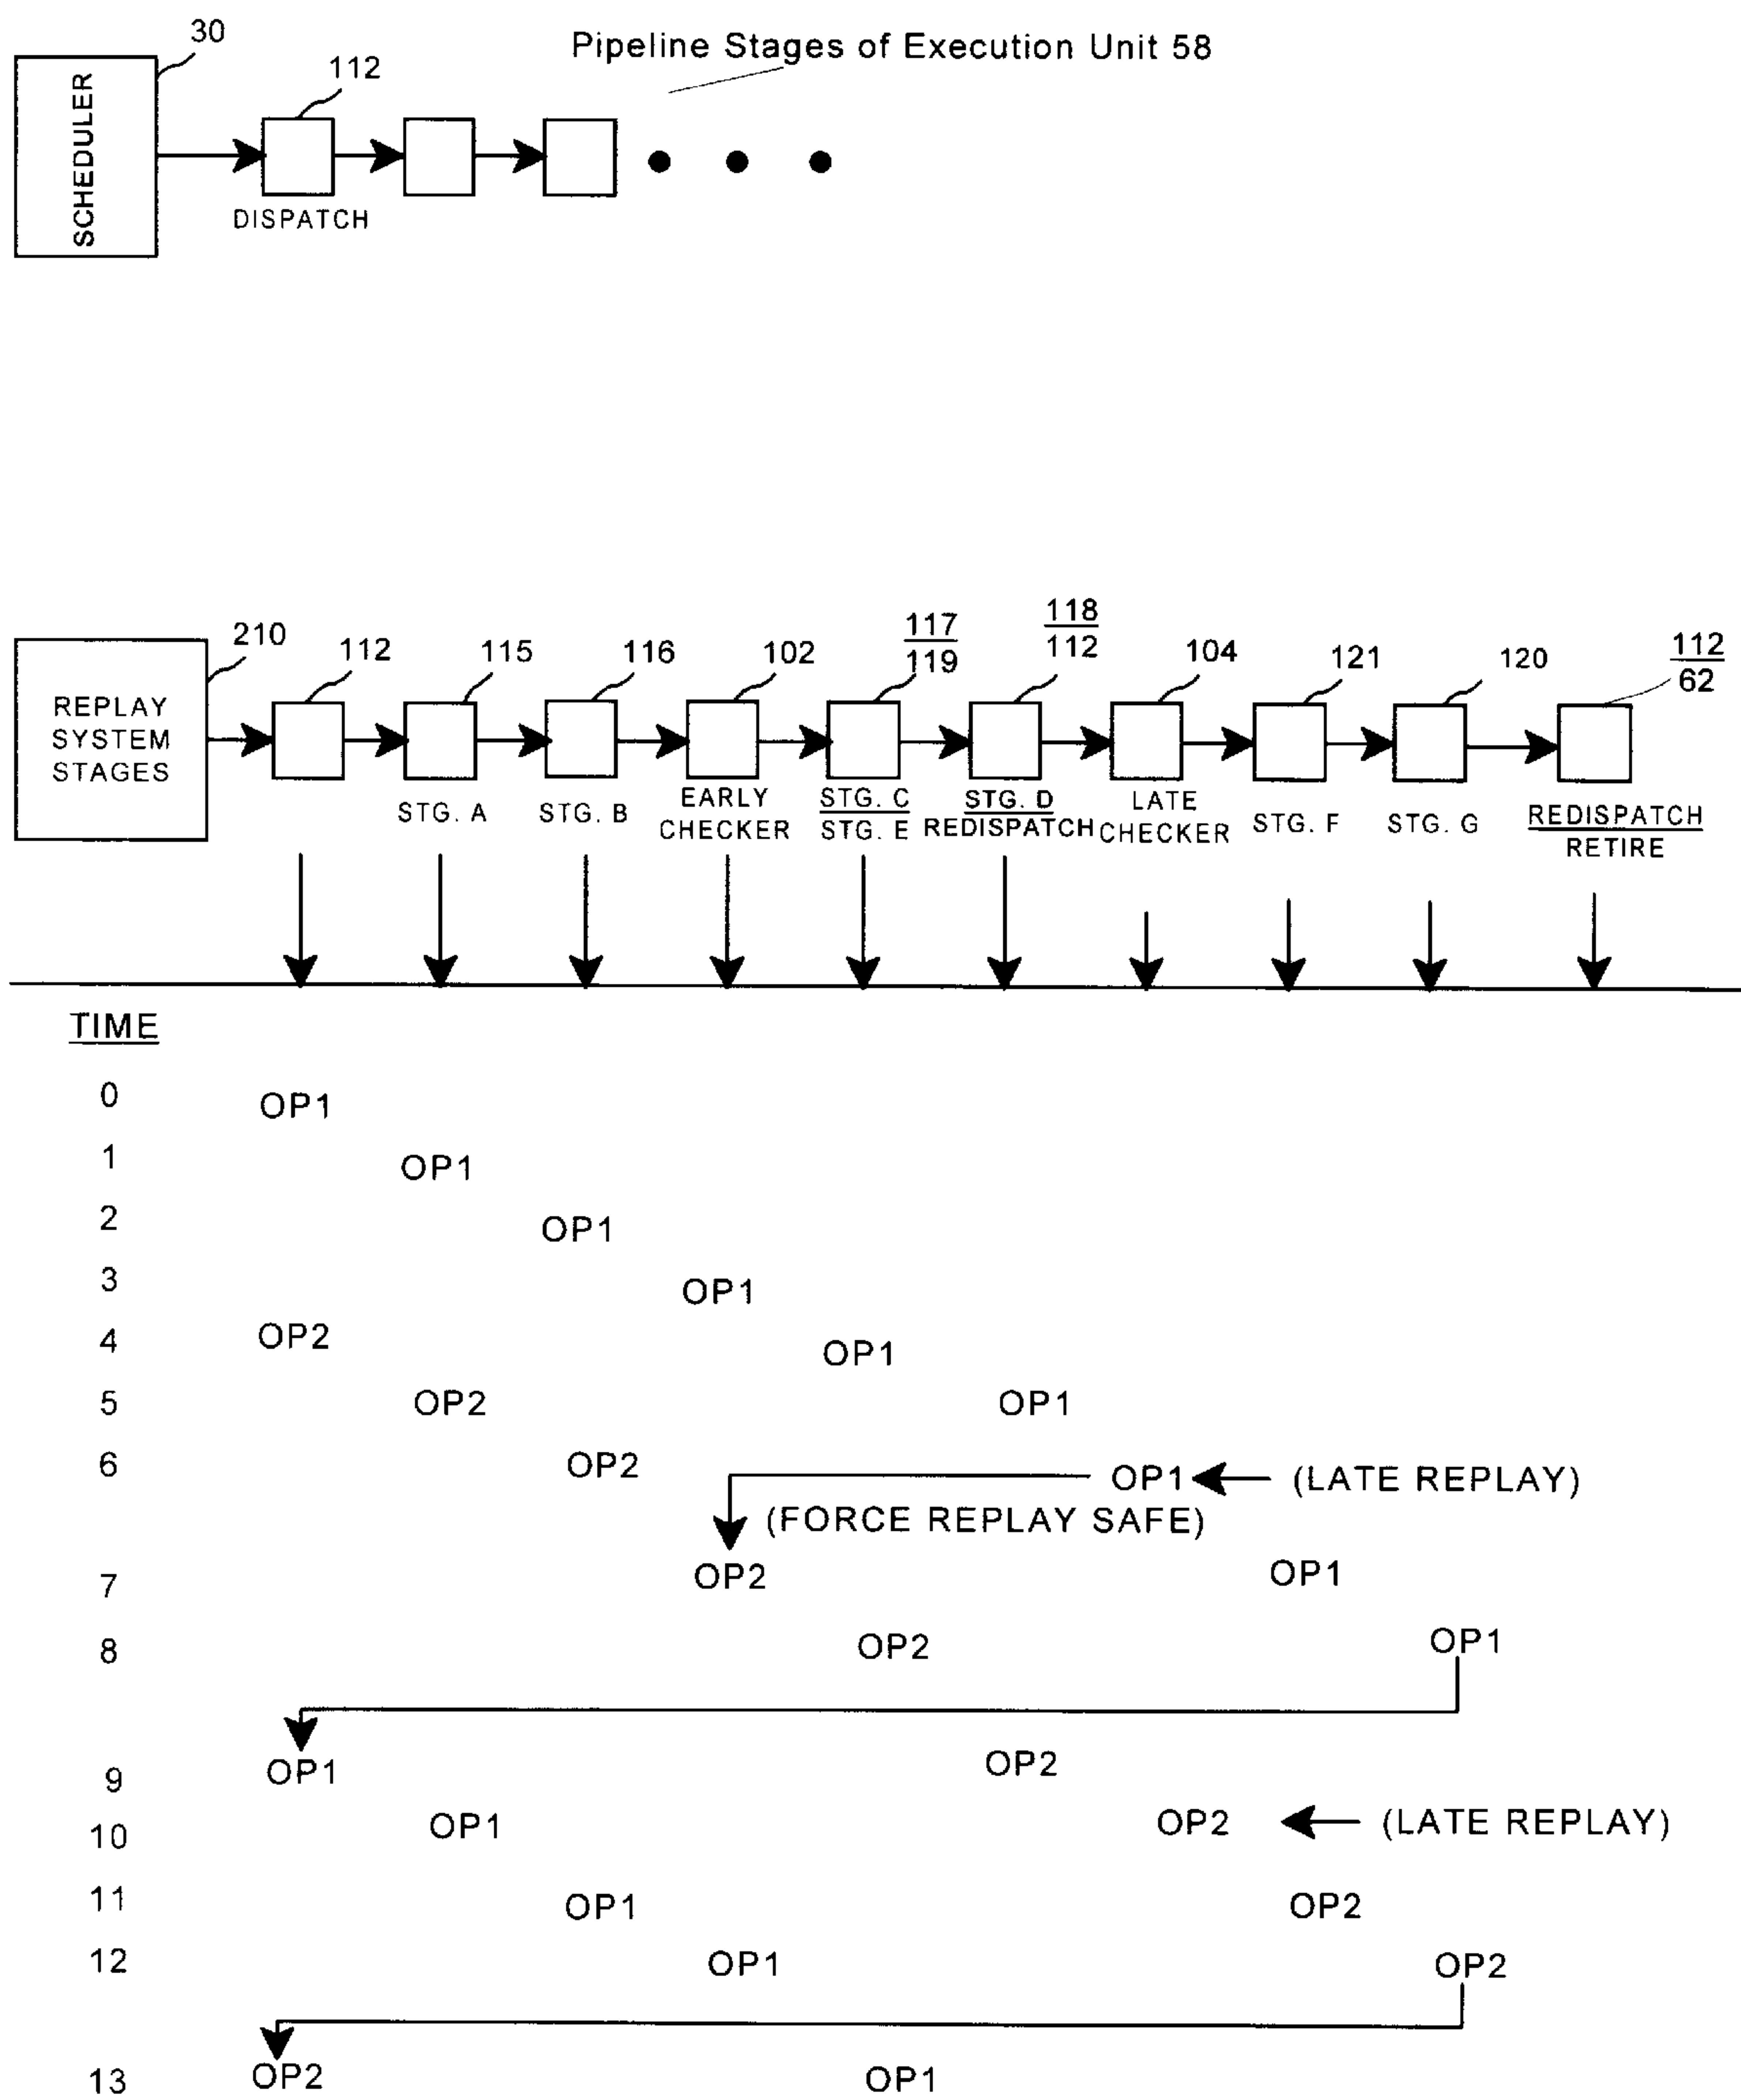 30
Pipeline Stages of Execution Unit 58
112
SCHEDULER
DISPATCH
210
112
115
116
102
117
119
118
112
104
121
120
112
62
REPLAY
SYSTEM
STAGES
STG. A
STG. B
EARLY
CHECKER
STG. C
STG. E
STG. D
REDISPATCH
LATE
CHECKER
STG. F
STG. G
REDISPATCH
RETIRE
TIME
0 OP1
1 OP1
2 OP1
3 OP1
4 OP2 OP1
5 OP2 OP1
6 OP2 OP1 (LATE REPLAY)
(FORCE REPLAY SAFE)
7 OP2 OP1
8 OP2 OP1
9 OP1 OP2
10 OP1 OP2 (LATE REPLAY)
11 OP1 OP2
12 OP1 OP2
13 OP2 OP1